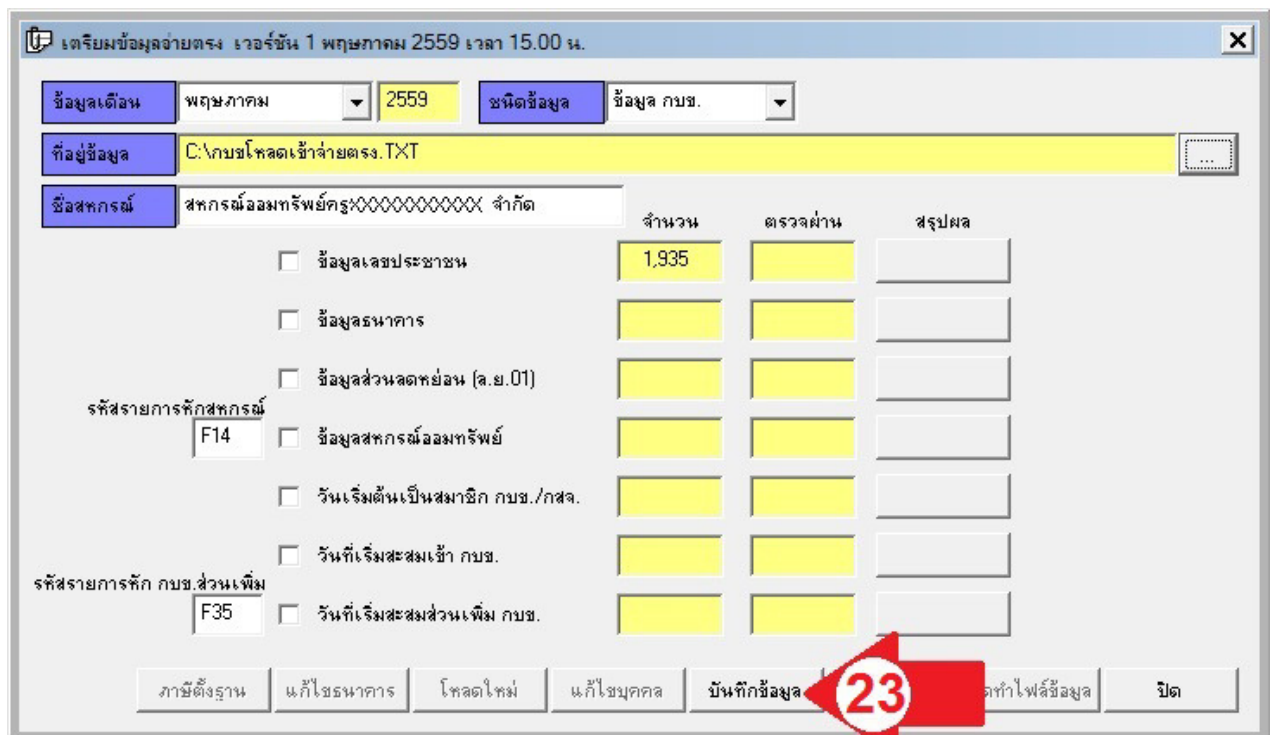 เตรียมข้อมูลจ่ายตรง เวอร์ชัน 1 พฤษภาคม 2559 เวลา 15.00 น.
ข้อมูลเดือน พฤษภาคม 2559 ชนิดข้อมูล ข้อมูล กบข.
ที่อยู่ข้อมูล C:\กบขโหลดเข้าจ่ายตรง.TXT ...
ชื่อสหกรณ์ สหกรณ์ออมทรัพย์ครูXXXXXXXXXXX จำกัด
จำนวน ตรวจผ่าน สรุปผล
ข้อมูลเลขประชาชน 1,935
ข้อมูลธนาคาร
ข้อมูลส่วนลดหย่อน (ล.ย.01)
รหัสรายการหักสหกรณ์
F14 ข้อมูลสหกรณ์ออมทรัพย์
วันเริ่มต้นเป็นสมาชิก กบข./กสจ.
วันที่เริ่มสะสมเข้า กบข.
รหัสรายการหัก กบข.ส่วนเพิ่ม
F35 วันที่เริ่มสะสมส่วนเพิ่ม กบข.
ภาษีตั้งฐาน แก้ไขธนาคาร โหลดใหม่ แก้ไขบุคคล บันทึกข้อมูล 23 ทำไฟล์ข้อมูล ปิด